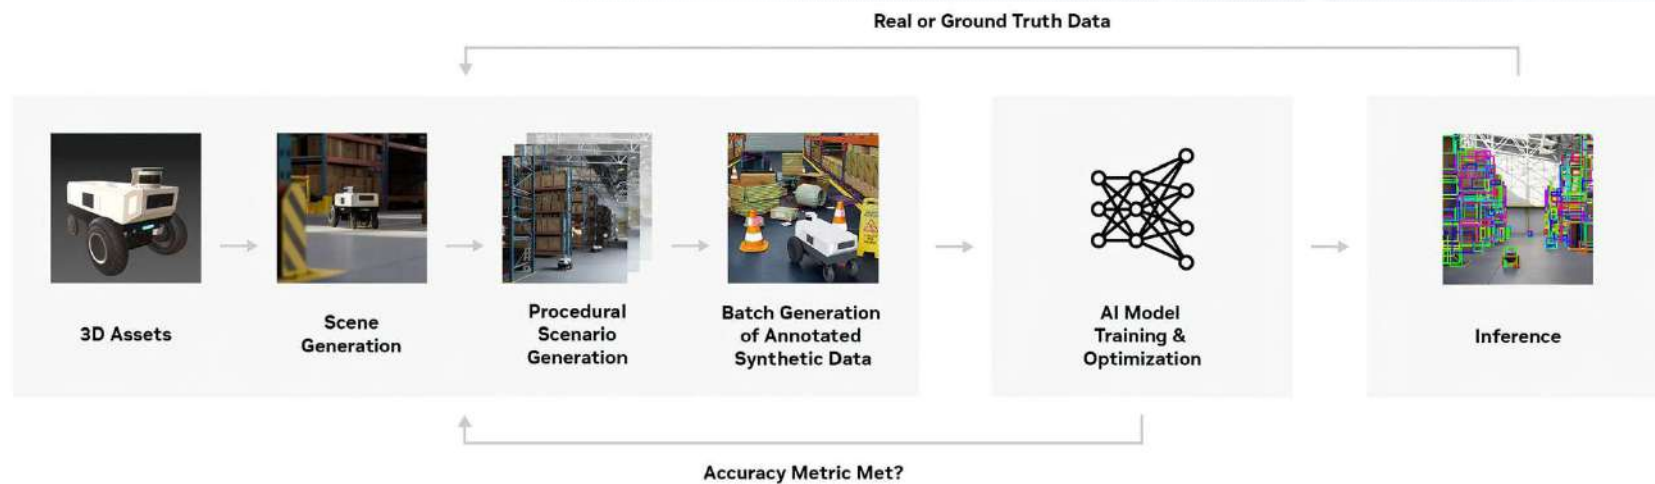 Real or Ground Truth Data
3D Assets
Scene
Generation
Procedural
Scenario
Generation
Batch Generation
of Annotated
Synthetic Data
AI Model
Training &
Optimization
Inference
Accuracy Metric Met?